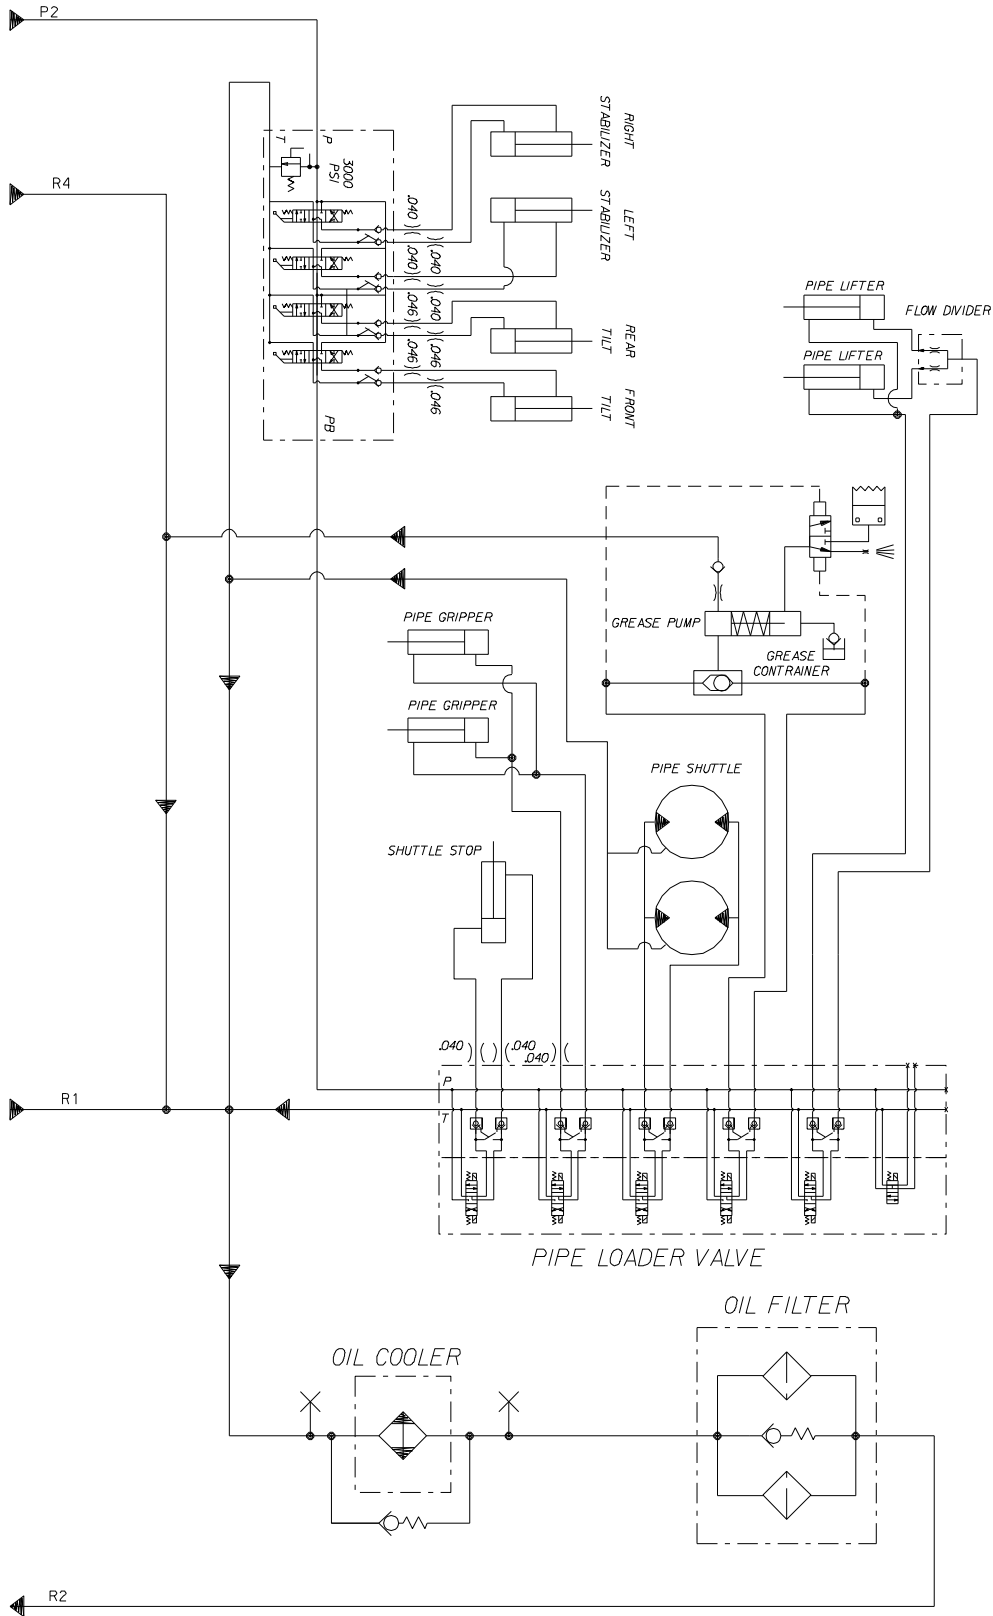 P2
RIGHT
STABILIZER
T
P
3000
PSI
R4
LEFT
STABILIZER
.040
.040
.040
PIPE LIFTER
FLOW DIVIDER
.046
.040
REAR
TILT
.046
.046
PIPE LIFTER
.046
FRONT
TILT
PB
PIPE GRIPPER
GREASE PUMP
GREASE
CONTRAINER
PIPE GRIPPER
PIPE SHUTTLE
SHUTTLE STOP
.040
.040
.040
P
R1
T
PIPE LOADER VALVE
OIL FILTER
OIL COOLER
R2